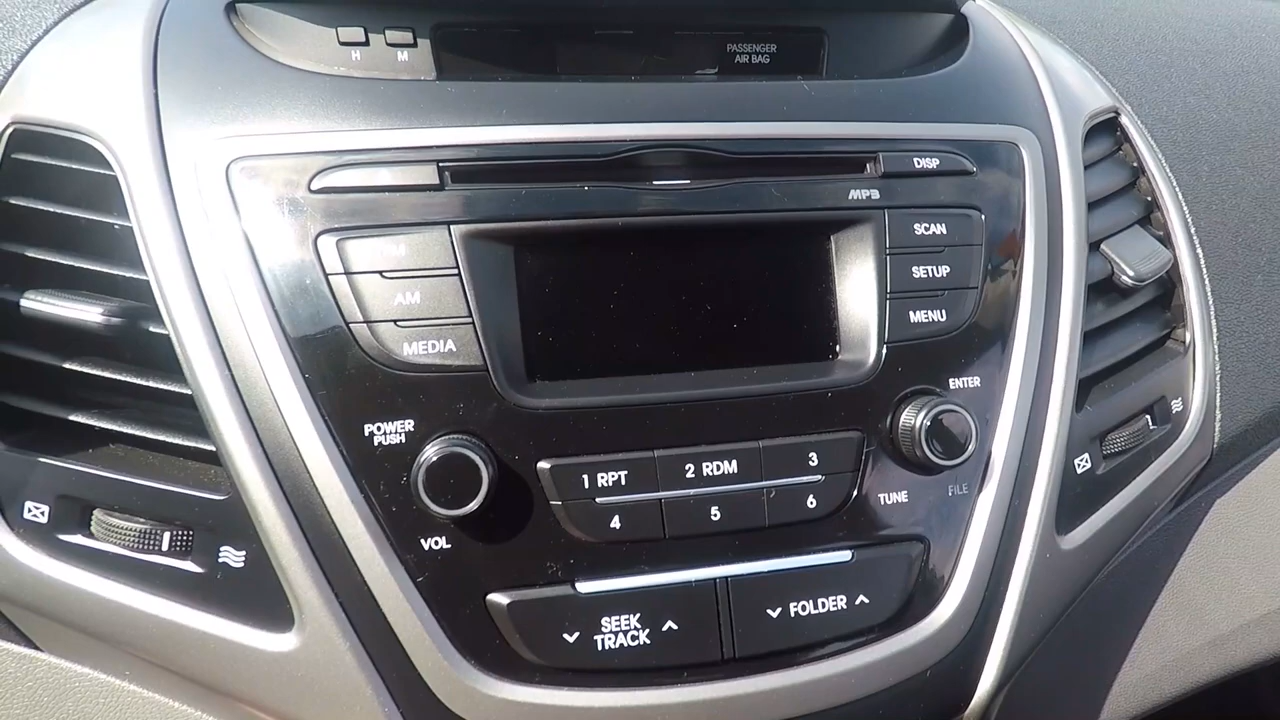 H M
PASSENGER
AIR BAG
DISP
MP3
SCAN
AM
SETUP
MEDIA
MENU
POWER
PUSH
ENTER
1 RPT
2 RDM
3
4
5
6
TUNE
FILE
VOL
SEEK
TRACK
FOLDER